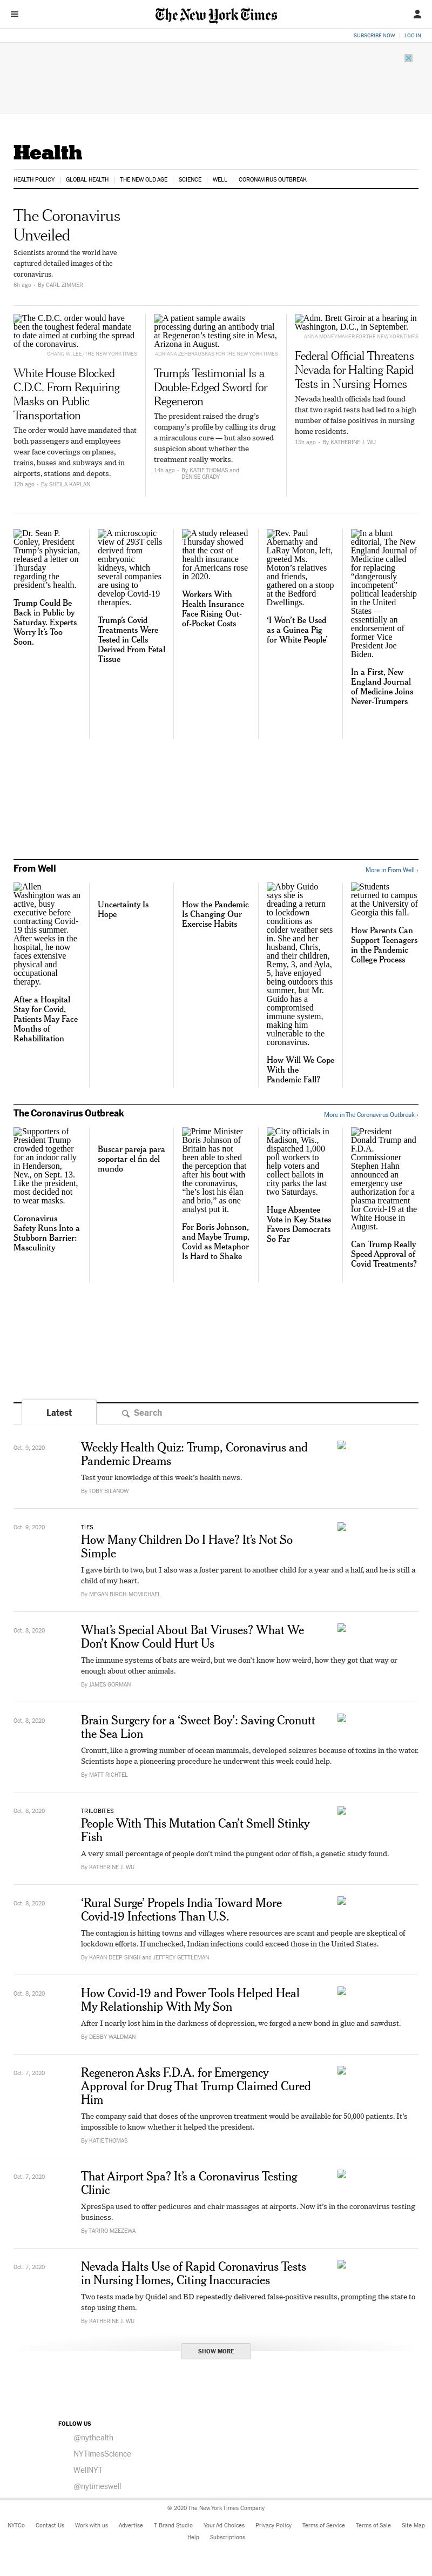 The New York Times
SUBSCRIBE NOW | LOG IN
Health
HEALTH POLICY | GLOBAL HEALTH | THE NEW OLD AGE | SCIENCE | WELL | CORONAVIRUS OUTBREAK
The Coronavirus
Unveiled
Scientists around the world have
captured detailed images of the
coronavirus.
6h ago • By CARL ZIMMER
The C.D.C. order would have
been the toughest federal mandate
to date aimed at curbing the spread
of the coronavirus.
CHANG W. LEE/THE NEW YORK TIMES
White House Blocked
C.D.C. From Requiring
Masks on Public
Transportation
The order would have mandated that
both passengers and employees
wear face coverings on planes,
trains, buses and subways and in
airports, stations and depots.
12h ago • By SHEILA KAPLAN
A patient sample awaits
processing during an antibody trial
at Regeneron's testing site in Mesa,
Arizona in August.
ADRIANA ZEHBRAUSKAS FOR THE NEW YORK TIMES
Trump's Testimonial Is a
Double-Edged Sword for
Regeneron
The president raised the drug's
company's profile by calling its drug
a miraculous cure — but also sowed
suspicion about whether the
treatment really works.
14h ago • By KATIE THOMAS and
DENISE GRADY
Adm. Brett Giroir at a hearing in
Washington, D.C., in September.
ANNA MONEYMAKER FOR THE NEW YORK TIMES
Federal Official Threatens
Nevada for Halting Rapid
Tests in Nursing Homes
Nevada health officials had found
that two rapid tests had led to a high
number of false positives in nursing
home residents.
15h ago • By KATHERINE J. WU
Dr. Sean P.
Conley, President
Trump's physician,
released a letter on
Thursday
regarding the
president's health.
Trump Could Be
Back in Public by
Saturday. Experts
Worry It's Too
Soon.
A microscopic
view of 293T cells
derived from
embryonic
kidneys, which
several companies
are using to
develop Covid-19
therapies.
Trump's Covid
Treatments Were
Tested in Cells
Derived From Fetal
Tissue
A study released
Thursday showed
that the cost of
health insurance
for Americans rose
in 2020.
Workers With
Health Insurance
Face Rising Out-
of-Pocket Costs
Rev. Paul
Abernathy and
LaRay Moton, left,
greeted Ms.
Moton's relatives
and friends,
gathered on a stoop
at the Bedford
Dwellings.
'I Won't Be Used
as a Guinea Pig
for White People'
In a blunt
editorial, The New
England Journal of
Medicine called
for replacing
"dangerously
incompetent"
political leadership
in the United
States —
essentially an
endorsement of
former Vice
President Joe
Biden.
In a First, New
England Journal
of Medicine Joins
Never-Trumpers
From Well
More in From Well ›
Allen
Washington was an
active, busy
executive before
contracting Covid-
19 this summer.
After weeks in the
hospital, he now
faces extensive
physical and
occupational
therapy.
After a Hospital
Stay for Covid,
Patients May Face
Months of
Rehabilitation
Uncertainty Is
Hope
How the Pandemic
Is Changing Our
Exercise Habits
Abby Guido
says she is
dreading a return
to lockdown
conditions as
colder weather sets
in. She and her
husband, Chris,
and their children,
Remy, 3, and Ayla,
5, have enjoyed
being outdoors this
summer, but Mr.
Guido has a
compromised
immune system,
making him
vulnerable to the
coronavirus.
How Will We Cope
With the
Pandemic Fall?
Students
returned to campus
at the University of
Georgia this fall.
How Parents Can
Support Teenagers
in the Pandemic
College Process
The Coronavirus Outbreak
More in The Coronavirus Outbreak ›
Supporters of
President Trump
crowded together
for an indoor rally
in Henderson,
Nev., on Sept. 13.
Like the president,
most decided not
to wear masks.
Coronavirus
Safety Runs Into a
Stubborn Barrier:
Masculinity
Buscar pareja para
soportar el fin del
mundo
Prime Minister
Boris Johnson of
Britain has not
been able to shed
the perception that
after his bout with
the coronavirus,
"he's lost his élan
and brio," as one
analyst put it.
For Boris Johnson,
and Maybe Trump,
Covid as Metaphor
Is Hard to Shake
City officials in
Madison, Wis.,
dispatched 1,000
poll workers to
help voters and
collect ballots in
city parks the last
two Saturdays.
Huge Absentee
Vote in Key States
Favors Democrats
So Far
President
Donald Trump and
F.D.A.
Commissioner
Stephen Hahn
announced an
emergency use
authorization for a
plasma treatment
for Covid-19 at the
White House in
August.
Can Trump Really
Speed Approval of
Covid Treatments?
Latest
Search
Oct. 9, 2020
Weekly Health Quiz: Trump, Coronavirus and
Pandemic Dreams
Test your knowledge of this week's health news.
By TOBY BILANOW
Oct. 9, 2020
TIES
How Many Children Do I Have? It's Not So
Simple
I gave birth to two, but I also was a foster parent to another child for a year and a half, and he is still a
child of my heart.
By MEGAN BIRCH-MCMICHAEL
Oct. 8, 2020
What's Special About Bat Viruses? What We
Don't Know Could Hurt Us
The immune systems of bats are weird, but we don't know how weird, how they got that way or
enough about other animals.
By JAMES GORMAN
Oct. 8, 2020
Brain Surgery for a 'Sweet Boy': Saving Cronutt
the Sea Lion
Cronutt, like a growing number of ocean mammals, developed seizures because of toxins in the water.
Scientists hope a pioneering procedure he underwent this week could help.
By MATT RICHTEL
Oct. 8, 2020
TRILOBITES
People With This Mutation Can't Smell Stinky
Fish
A very small percentage of people don't mind the pungent odor of fish, a genetic study found.
By KATHERINE J. WU
Oct. 8, 2020
'Rural Surge' Propels India Toward More
Covid-19 Infections Than U.S.
The contagion is hitting towns and villages where resources are scant and people are skeptical of
lockdown efforts. If unchecked, Indian infections could exceed those in the United States.
By KARAN DEEP SINGH and JEFFREY GETTLEMAN
Oct. 8, 2020
How Covid-19 and Power Tools Helped Heal
My Relationship With My Son
After I nearly lost him in the darkness of depression, we forged a new bond in glue and sawdust.
By DEBBY WALDMAN
Oct. 7, 2020
Regeneron Asks F.D.A. for Emergency
Approval for Drug That Trump Claimed Cured
Him
The company said that doses of the unproven treatment would be available for 50,000 patients. It's
impossible to know whether it helped the president.
By KATIE THOMAS
Oct. 7, 2020
That Airport Spa? It's a Coronavirus Testing
Clinic
XpresSpa used to offer pedicures and chair massages at airports. Now it's in the coronavirus testing
business.
By TARIRO MZEZEWA
Oct. 7, 2020
Nevada Halts Use of Rapid Coronavirus Tests
in Nursing Homes, Citing Inaccuracies
Two tests made by Quidel and BD repeatedly delivered false-positive results, prompting the state to
stop using them.
By KATHERINE J. WU
SHOW MORE
FOLLOW US
@nythealth
NYTimesScience
WellNYT
@nytimeswell
© 2020 The New York Times Company
NYTCo Contact Us Work with us Advertise T Brand Studio Your Ad Choices Privacy Policy Terms of Service Terms of Sale Site Map
Help Subscriptions